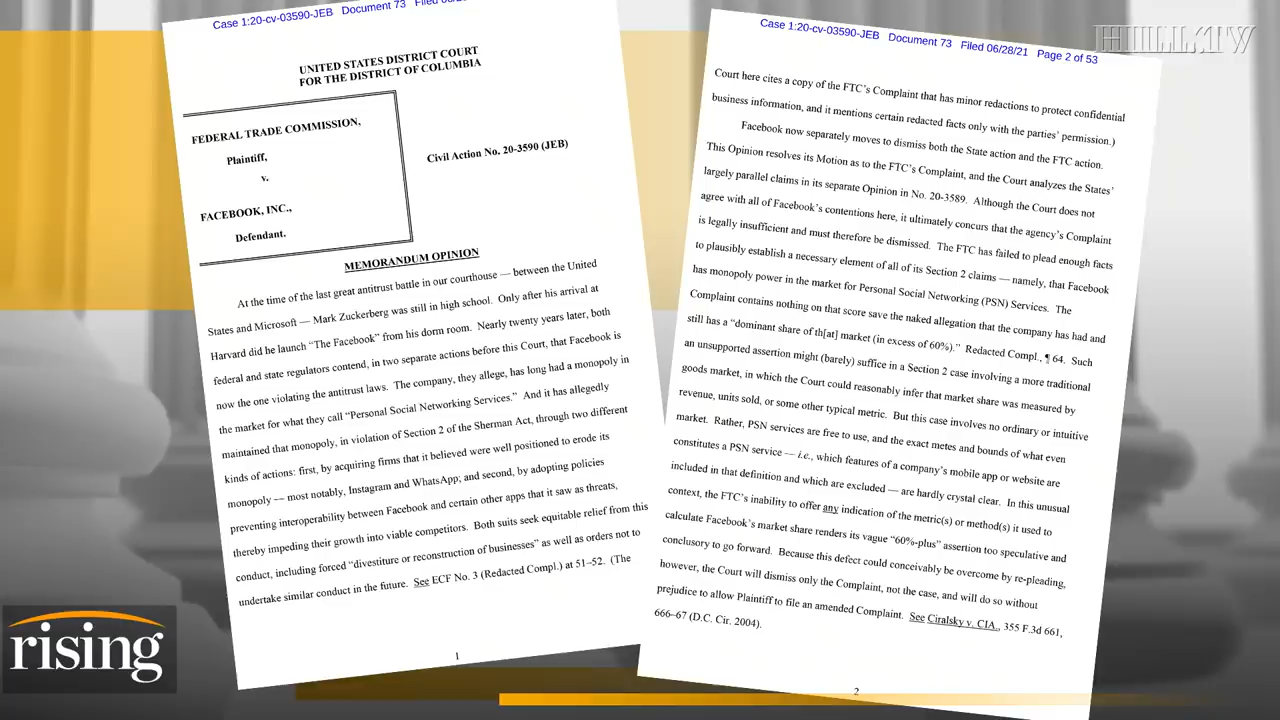 Case 1:20-cv-03590-JEB Document 73 Filed
UNITED STATES DISTRICT COURT
FOR THE DISTRICT OF COLUMBIA
FEDERAL TRADE COMMISSION,
Plaintiff,
v.
FACEBOOK, INC.,
Defendant.
Civil Action No. 20-3590 (JEB)
MEMORANDUM OPINION
At the time of the last great antitrust battle in our courthouse — between the United
States and Microsoft — Mark Zuckerberg was still in high school. Only after his arrival at
Harvard did he launch “The Facebook” from his dorm room. Nearly twenty years later, both
federal and state regulators contend, in two separate actions before this Court, that Facebook is
now the one violating the antitrust laws. The company, they allege, has long had a monopoly in
the market for what they call “Personal Social Networking Services.” And it has allegedly
maintained that monopoly, in violation of Section 2 of the Sherman Act, through two different
kinds of actions: first, by acquiring firms that it believed were well positioned to erode its
monopoly — most notably, Instagram and WhatsApp; and second, by adopting policies
preventing interoperability between Facebook and certain other apps that it saw as threats,
thereby impeding their growth into viable competitors. Both suits seek equitable relief from this
conduct, including forced “divestiture or reconstruction of businesses” as well as orders not to
undertake similar conduct in the future. See ECF No. 3 (Redacted Compl.) at 51–52. (The
1
Case 1:20-cv-03590-JEB Document 73 Filed 06/28/21 Page 2 of 53
Court here cites a copy of the FTC’s Complaint that has minor redactions to protect confidential
business information, and it mentions certain redacted facts only with the parties’ permission.)
Facebook now separately moves to dismiss both the State action and the FTC action.
This Opinion resolves its Motion as to the FTC’s Complaint, and the Court analyzes the States’
largely parallel claims in its separate Opinion in No. 20-3589. Although the Court does not
agree with all of Facebook’s contentions here, it ultimately concurs that the agency’s Complaint
is legally insufficient and must therefore be dismissed. The FTC has failed to plead enough facts
to plausibly establish a necessary element of all of its Section 2 claims — namely, that Facebook
has monopoly power in the market for Personal Social Networking (PSN) Services. The
Complaint contains nothing on that score save the naked allegation that the company has had and
still has a “dominant share of th[at] market (in excess of 60%).” Redacted Compl., ¶ 64. Such
an unsupported assertion might (barely) suffice in a Section 2 case involving a more traditional
goods market, in which the Court could reasonably infer that market share was measured by
revenue, units sold, or some other typical metric. But this case involves no ordinary or intuitive
market. Rather, PSN services are free to use, and the exact metes and bounds of what even
constitutes a PSN service — i.e., which features of a company’s mobile app or website are
included in that definition and which are excluded — are hardly crystal clear. In this unusual
context, the FTC’s inability to offer any indication of the metric(s) or method(s) it used to
calculate Facebook’s market share renders its vague “60%-plus” assertion too speculative and
conclusory to go forward. Because this defect could conceivably be overcome by re-pleading,
however, the Court will dismiss only the Complaint, not the case, and will do so without
prejudice to allow Plaintiff to file an amended Complaint. See Ciralsky v. CIA, 355 F.3d 661,
666–67 (D.C. Cir. 2004).
2
HILL.TV
rising